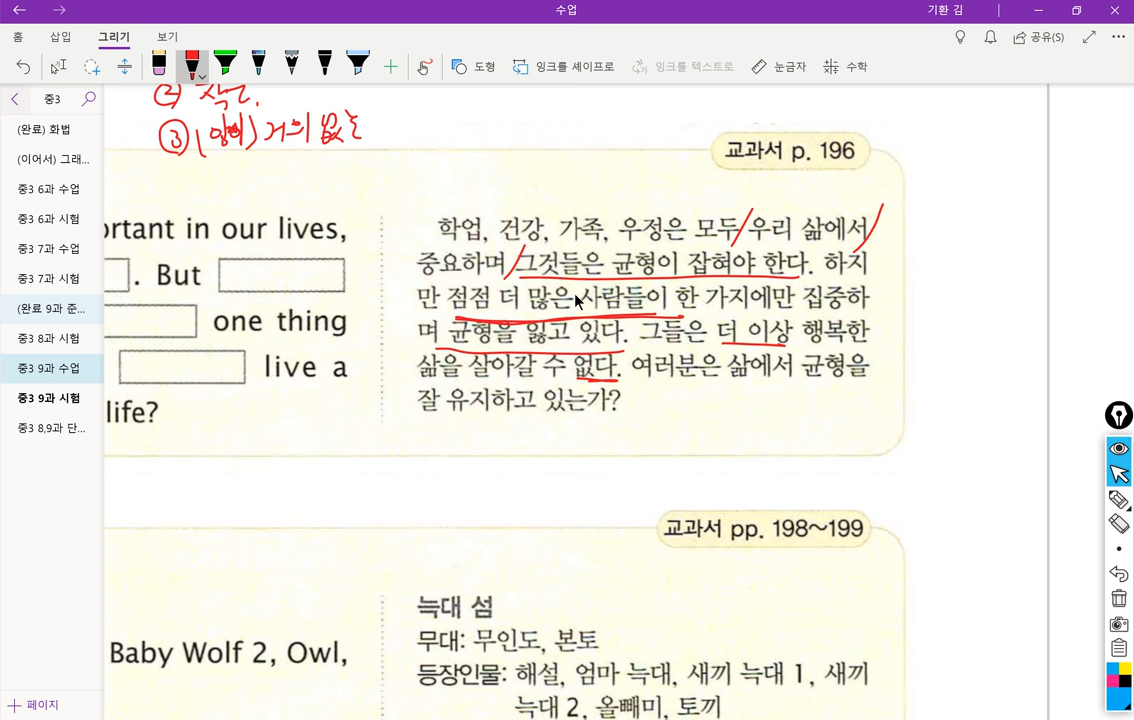 수업
기환 김
홈 삽입 그리기 보기
공유(S)
도형 잉크를 셰이프로 잉크를 텍스트로 눈금자 수학
중3
(완료) 화법
(이어서) 그래...
중3 6과 수업
중3 6과 시험
중3 7과 수업
중3 7과 시험
(완료 9과 준...
중3 8과 시험
중3 9과 수업
중3 9과 시험
중3 8,9과 단...
페이지
② 작은.
③ ( ) 거의 없는
교과서 p. 196
ortant in our lives,
. But
one thing
live a
life?
학업, 건강, 가족, 우정은 모두 우리 삶에서
중요하며 그것들은 균형이 잡혀야 한다. 하지
만 점점 더 많은 사람들이 한 가지에만 집중하
며 균형을 잃고 있다. 그들은 더 이상 행복한
삶을 살아갈 수 없다. 여러분은 삶에서 균형을
잘 유지하고 있는가?
교과서 pp. 198~199
Baby Wolf 2, Owl,
늑대 섬
무대: 무인도, 본토
등장인물: 해설, 엄마 늑대, 새끼 늑대 1, 새끼
늑대 2, 올빼미, 토끼